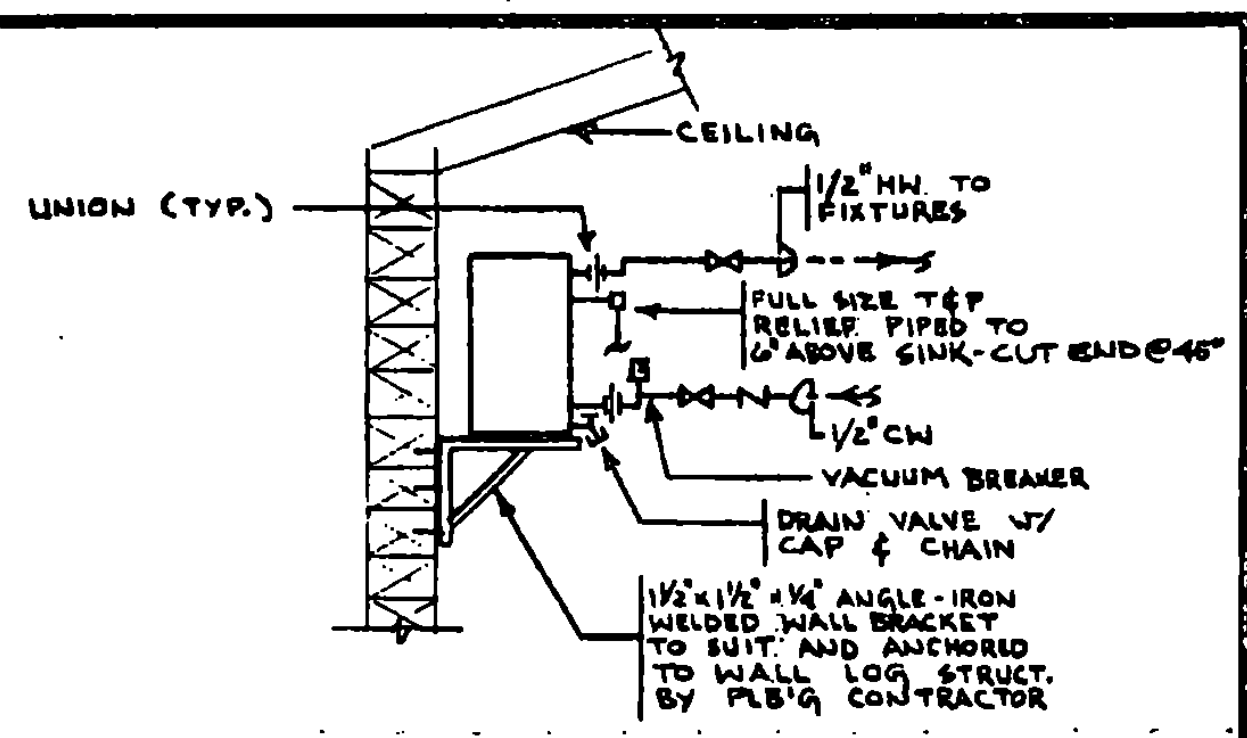 CEILING
UNION (TYP.)
1/2" HW. TO
FIXTURES
FULL SIZE T&P
RELIEF PIPED TO
6" ABOVE SINK-CUT END @ 45°
1/2" CW
VACUUM BREAKER
DRAIN VALVE W/
CAP & CHAIN
1 1/2" x 1 1/2" x 1/4" ANGLE-IRON
WELDED WALL BRACKET
TO SUIT AND ANCHORED
TO WALL LOG STRUCT.
BY PLB'G CONTRACTOR